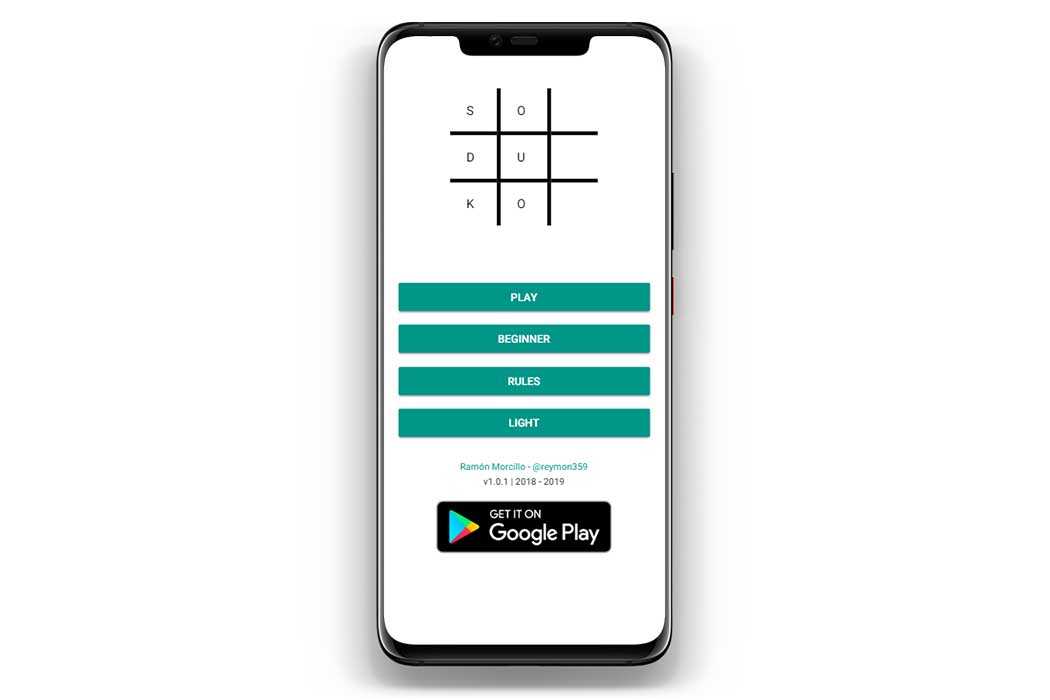 S O
D U
K O
PLAY
BEGINNER
RULES
LIGHT
Ramón Morcillo - @reymon359
v1.0.1 | 2018 - 2019
GET IT ON
Google Play